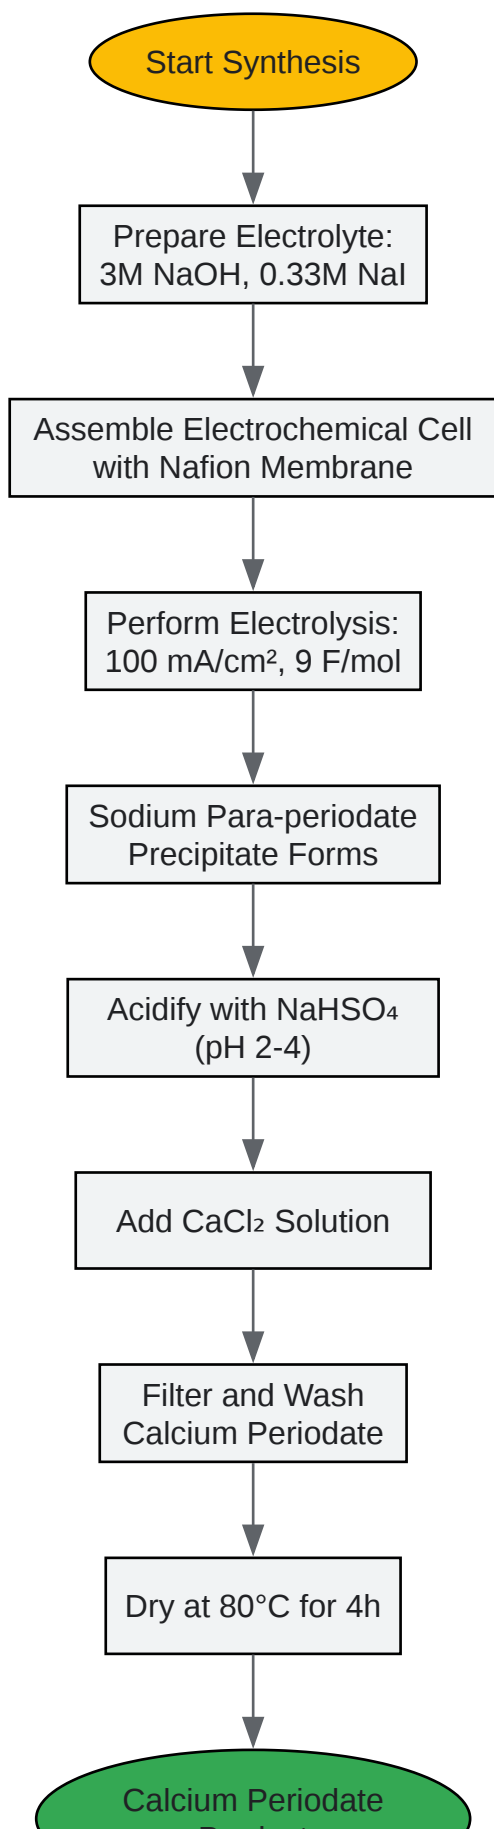 Start Synthesis
Prepare Electrolyte:
3M NaOH, 0.33M NaI
Assemble Electrochemical Cell
with Nafion Membrane
Perform Electrolysis:
100 mA/cm², 9 F/mol
Sodium Para-periodate
Precipitate Forms
Acidify with NaHSO₄
(pH 2-4)
Add CaCl₂ Solution
Filter and Wash
Calcium Periodate
Dry at 80°C for 4h
Calcium Periodate